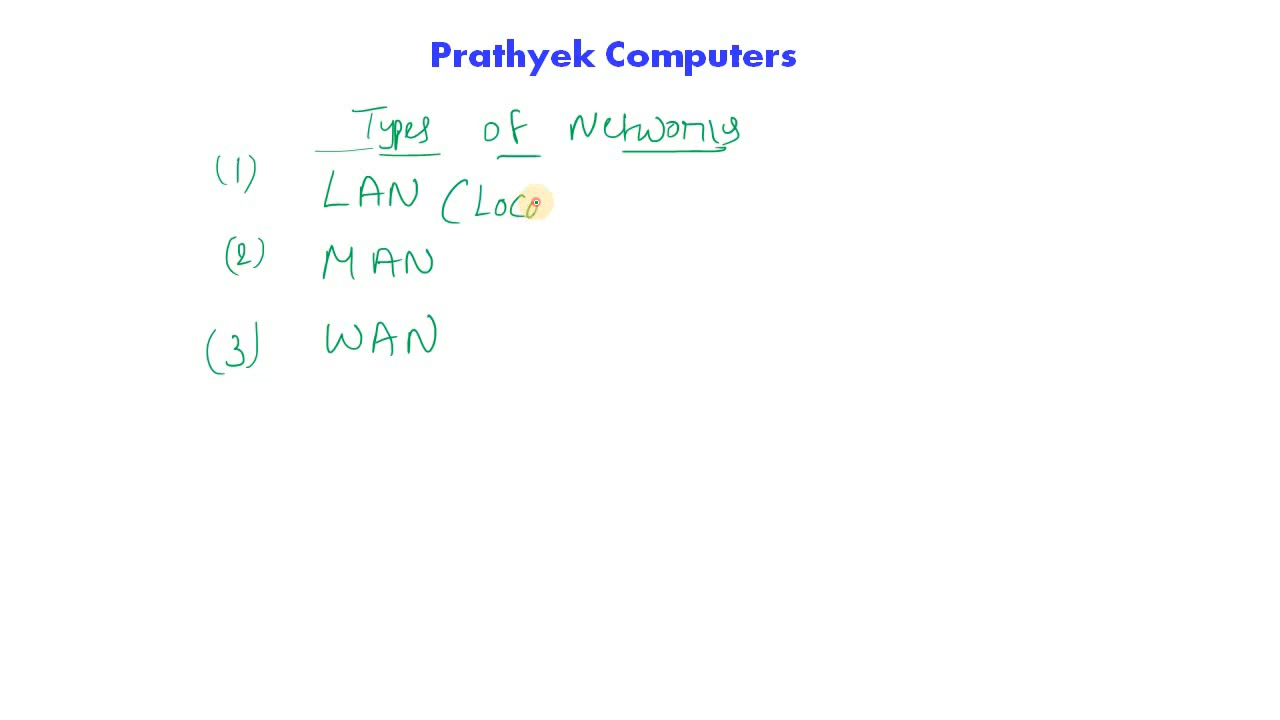 Prathyek Computers
Types of Networks
(1) LAN (Loca
(2) MAN
(3) WAN